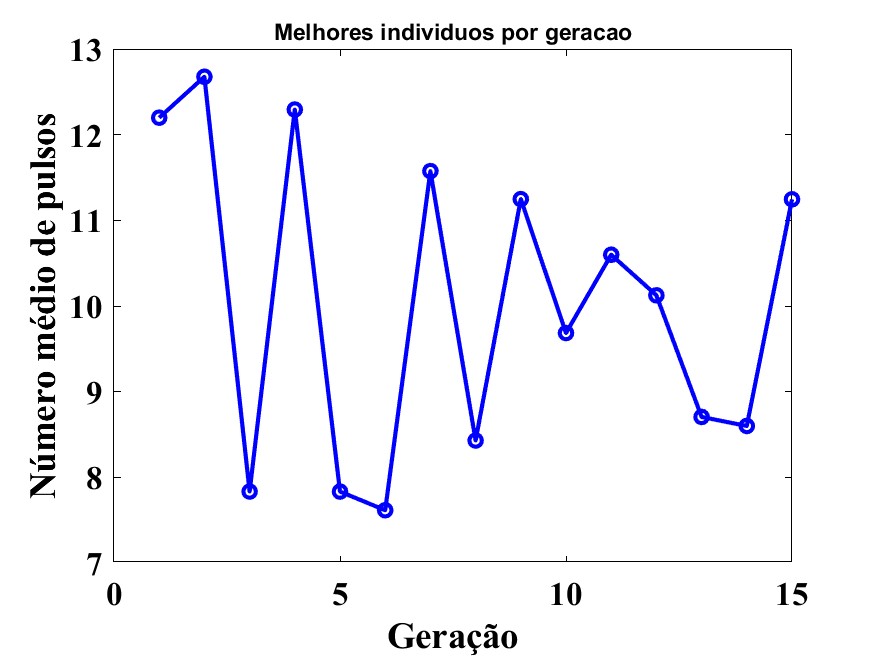 Melhores individuos por geracao
Número médio de pulsos
13
12
11
10
9
8
7
0 5 10 15
Geração